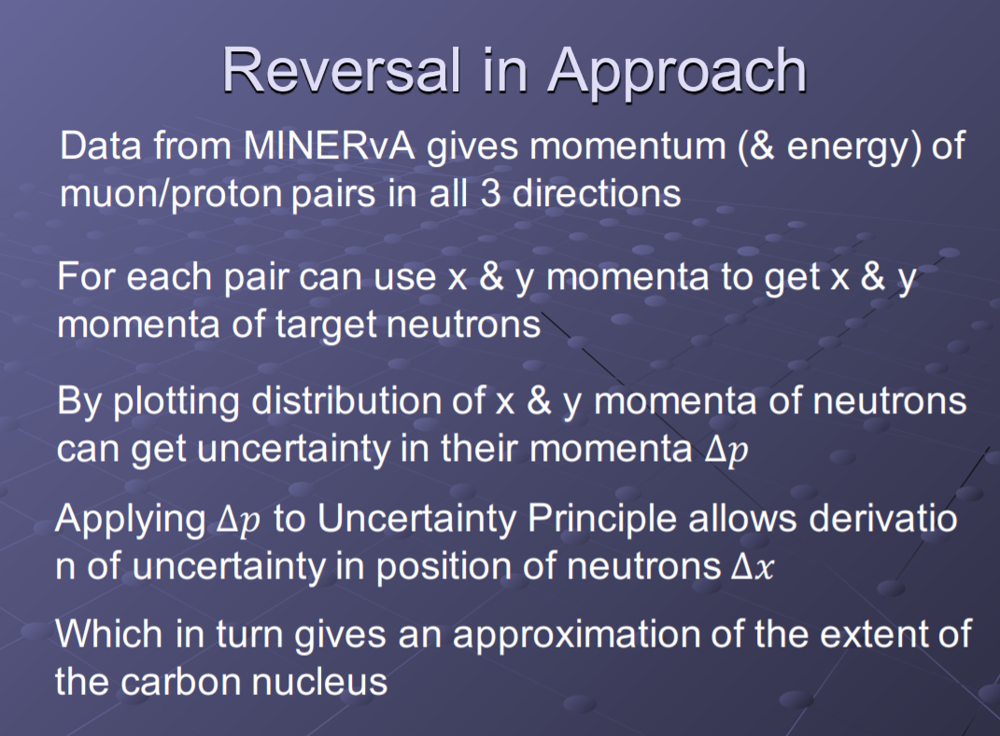 Reversal in Approach
Data from MINERvA gives momentum (& energy) of
muon/proton pairs in all 3 directions
For each pair can use x & y momenta to get x & y
momenta of target neutrons
By plotting distribution of x & y momenta of neutrons
can get uncertainty in their momenta Δ𝑝
Applying Δ𝑝 to Uncertainty Principle allows derivatio
n of uncertainty in position of neutrons Δ𝑥
Which in turn gives an approximation of the extent of
the carbon nucleus